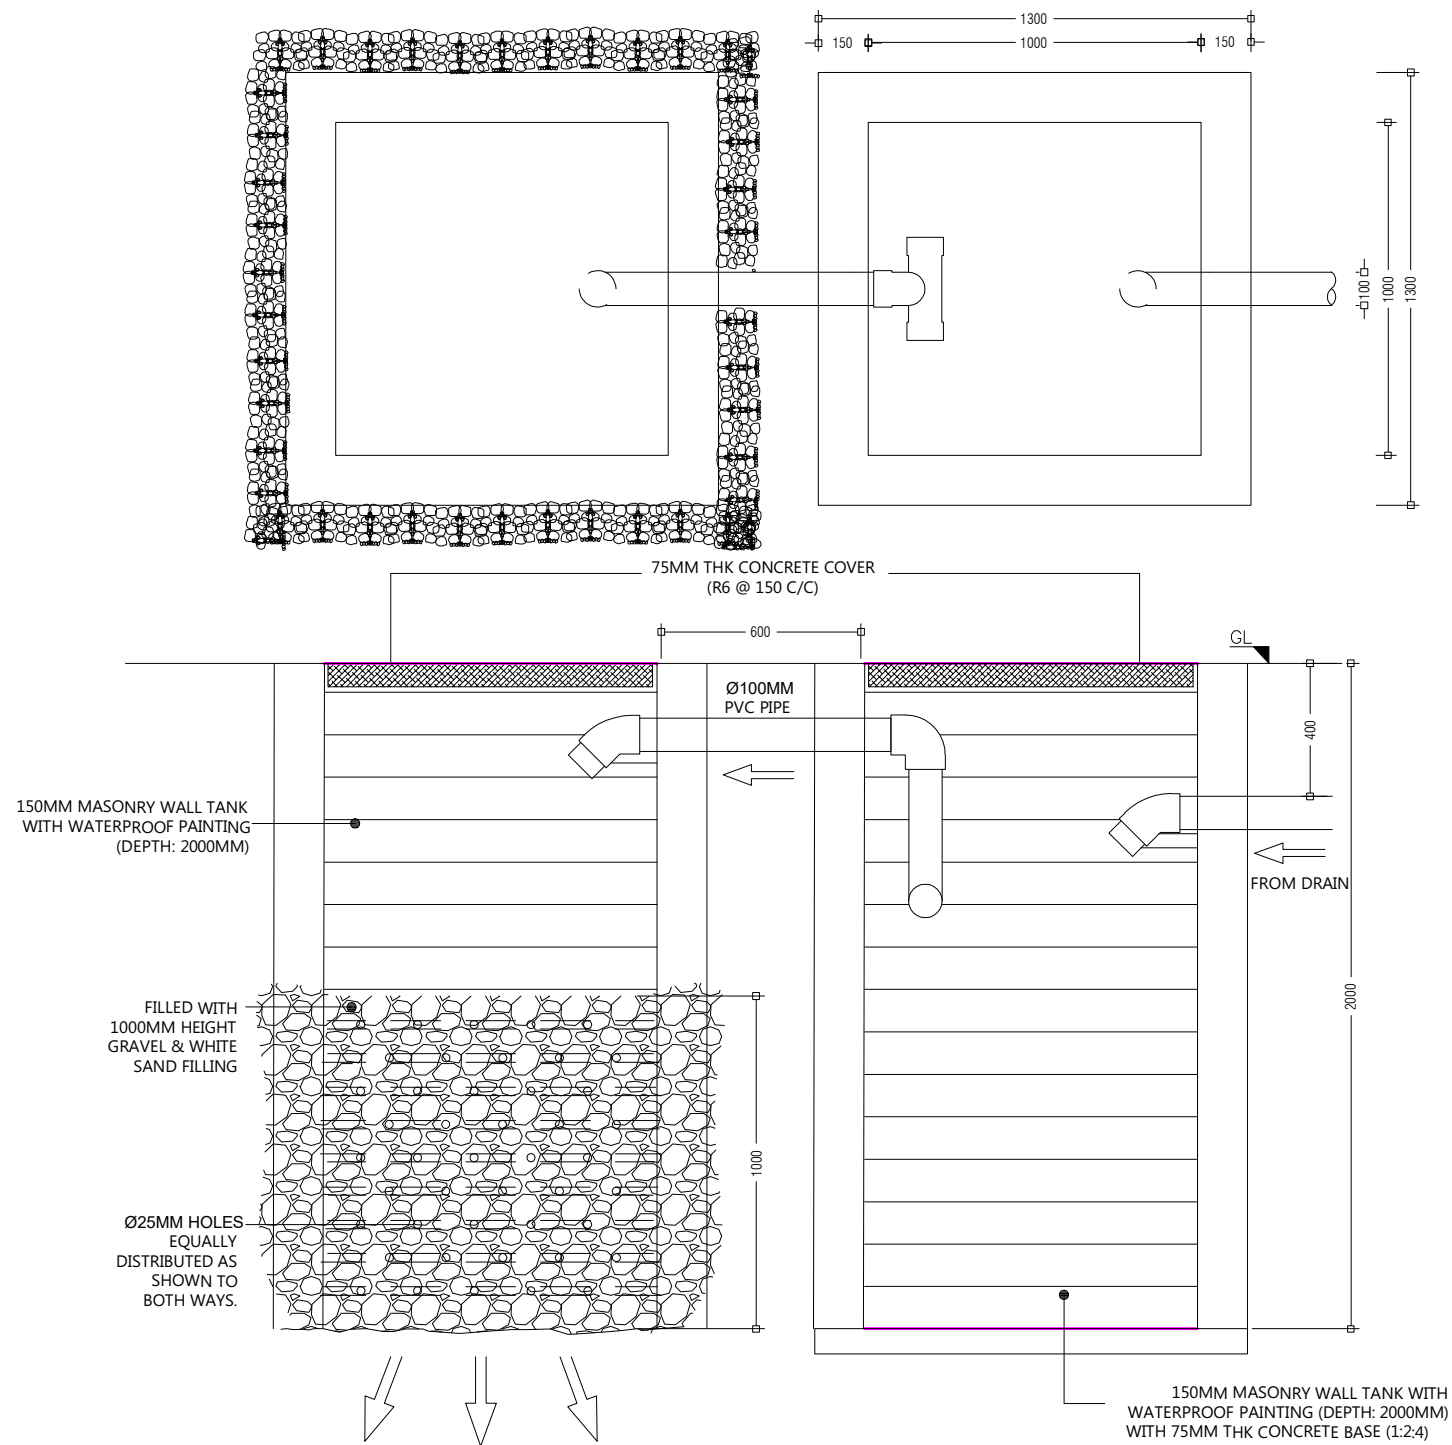 1300
150
1000
150
100
1000
1300
75MM THK CONCRETE COVER
(R6 @ 150 C/C)
600
GL
Ø100MM
PVC PIPE
400
150MM MASONRY WALL TANK
WITH WATERPROOF PAINTING
(DEPTH: 2000MM)
FROM DRAIN
2000
FILLED WITH
1000MM HEIGHT
GRAVEL & WHITE
SAND FILLING
1000
Ø25MM HOLES
EQUALLY
DISTRIBUTED AS
SHOWN TO
BOTH WAYS.
150MM MASONRY WALL TANK WITH
WATERPROOF PAINTING (DEPTH: 2000MM)
WITH 75MM THK CONCRETE BASE (1:2:4)